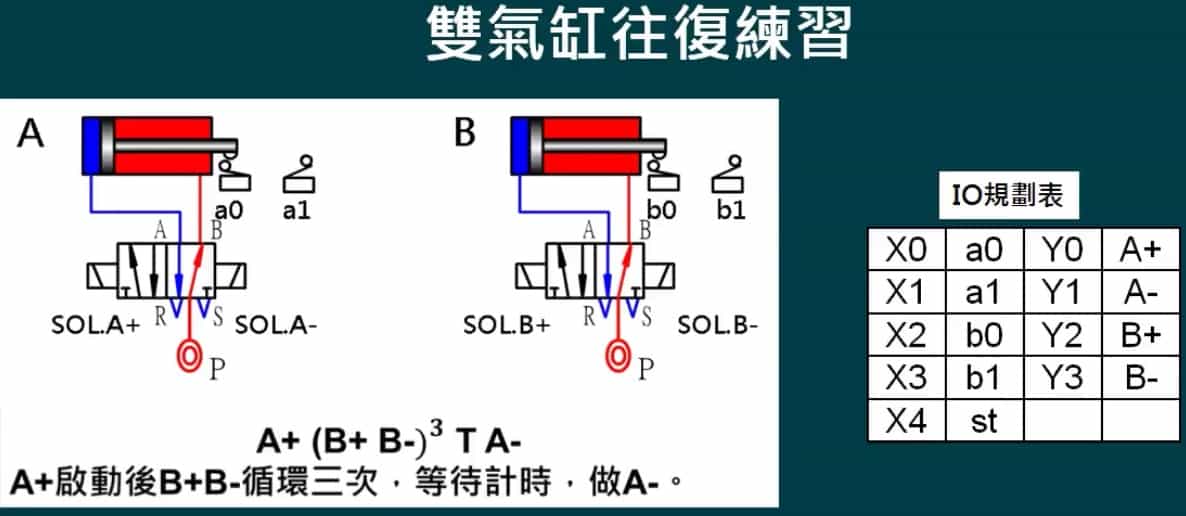 雙氣缸往復練習
A
B
a0 a1
b0 b1
A B
A B
R S
R S
SOL.A+ SOL.A-
SOL.B+ SOL.B-
P
P
A+ (B+ B-)³ T A-
A+啟動後B+B-循環三次，等待計時，做A-。
IO規劃表
X0 a0 Y0 A+
X1 a1 Y1 A-
X2 b0 Y2 B+
X3 b1 Y3 B-
X4 st